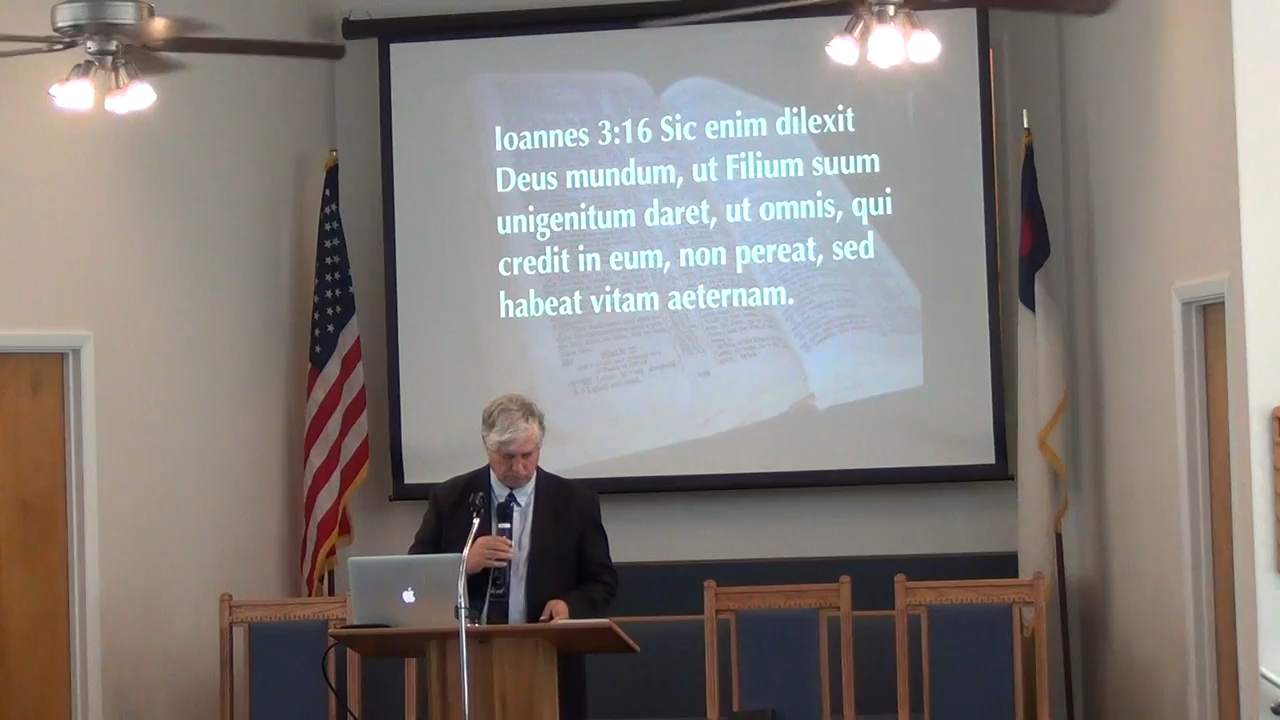 Ioannes 3:16 Sic enim dilexit
Deus mundum, ut Filium suum
unigenitum daret, ut omnis, qui
credit in eum, non pereat, sed
habeat vitam aeternam.